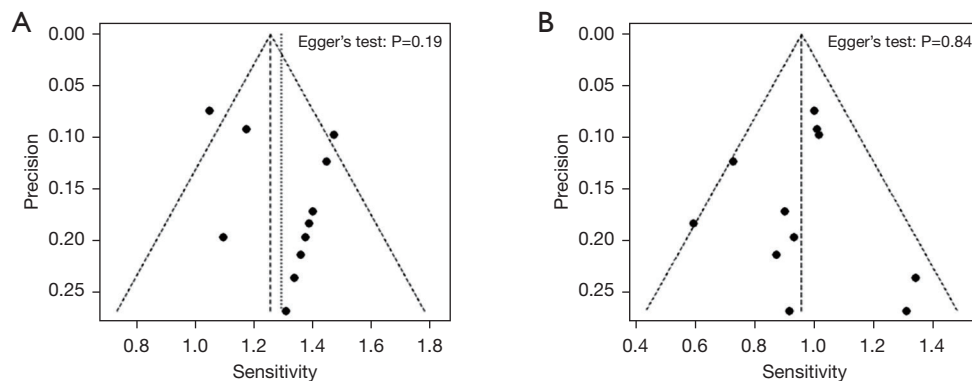 A
Egger's test: P=0.19
Precision
0.00
0.05
0.10
0.15
0.20
0.25
0.8 1.0 1.2 1.4 1.6 1.8
Sensitivity
B
Egger's test: P=0.84
Precision
0.00
0.05
0.10
0.15
0.20
0.25
0.4 0.6 0.8 1.0 1.2 1.4
Sensitivity